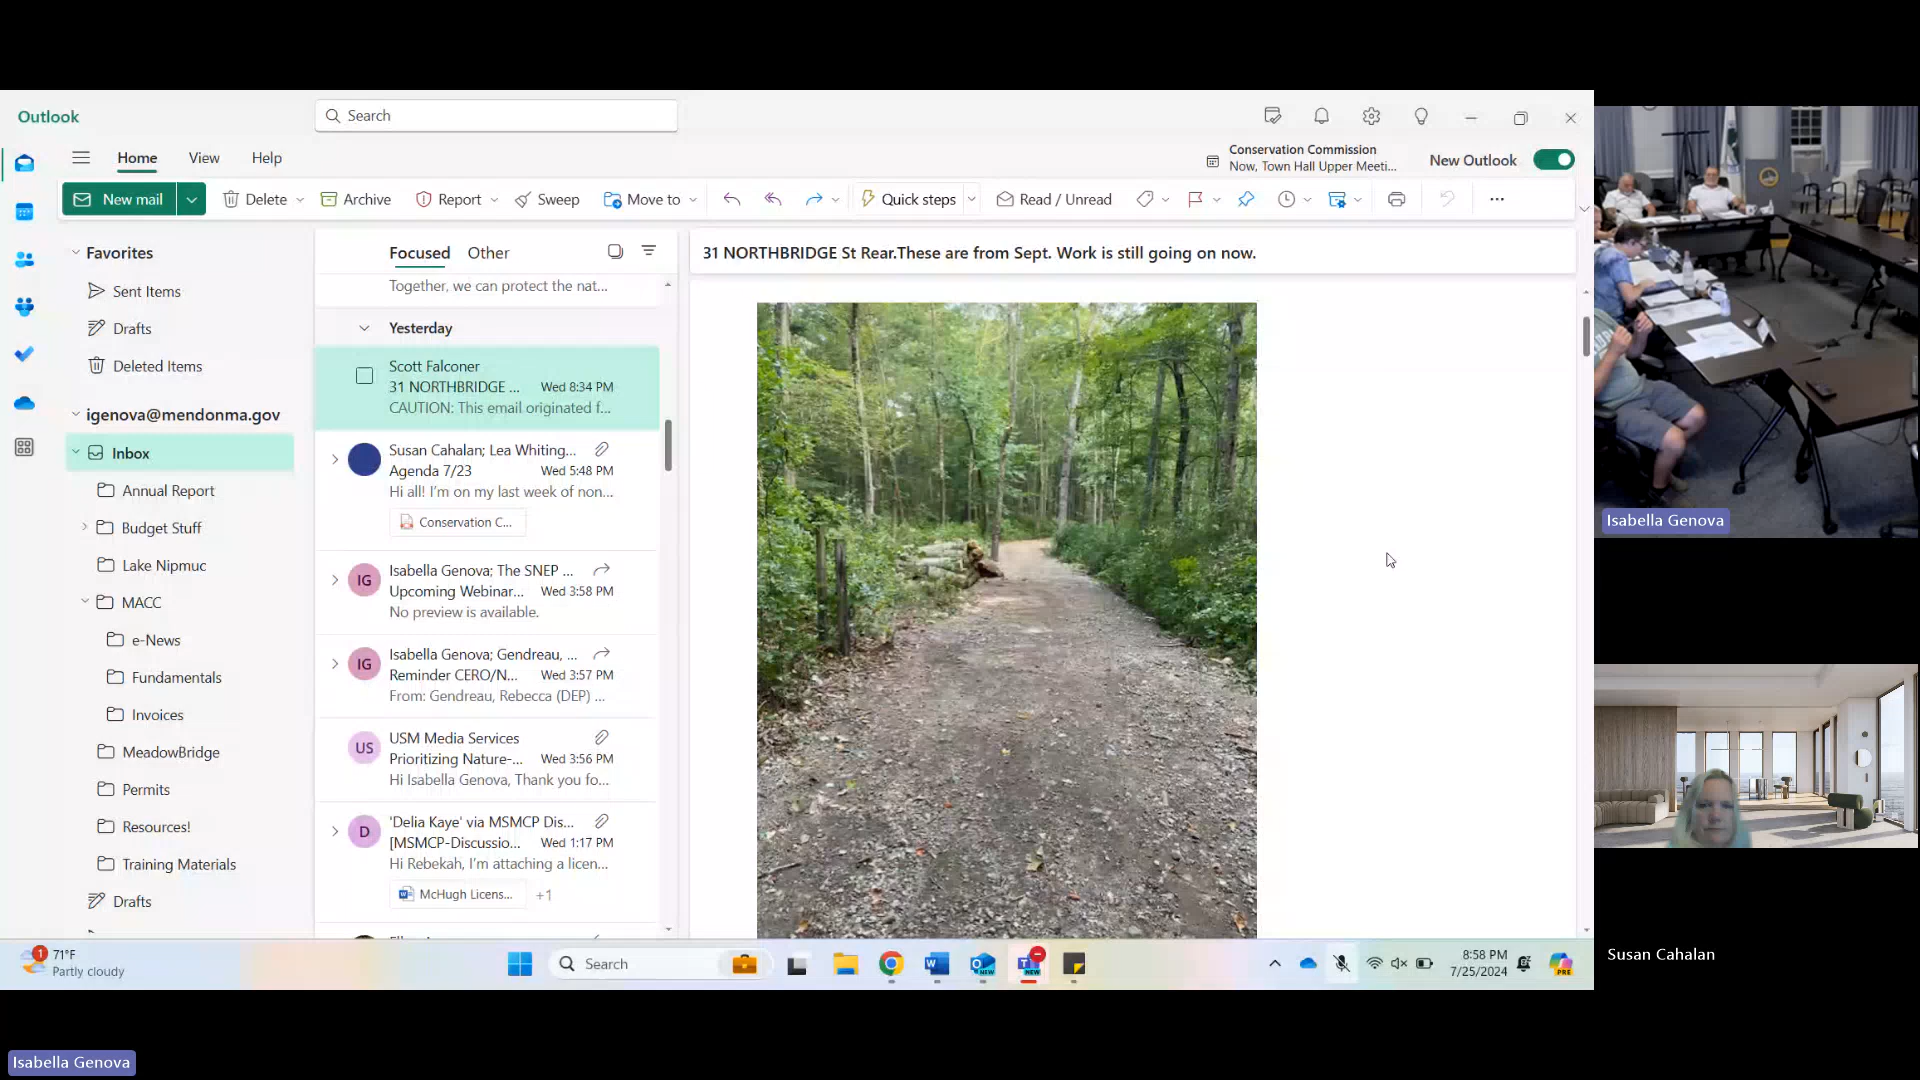 Outlook
Search
Conservation Commission
Now, Town Hall Upper Meeti...
New Outlook
Home
View
Help
New mail
Delete
Archive
Report
Sweep
Move to
Quick steps
Read / Unread
Favorites
Sent Items
Drafts
Deleted Items
igenova@mendonma.gov
Inbox
Annual Report
Budget Stuff
Lake Nipmuc
MACC
e-News
Fundamentals
Invoices
MeadowBridge
Permits
Resources!
Training Materials
Drafts
Focused
Other
Together, we can protect the nat...
Yesterday
Scott Falconer
31 NORTHBRIDGE ... Wed 8:34 PM
CAUTION: This email originated f...
Susan Cahalan; Lea Whiting...
Agenda 7/23 Wed 5:48 PM
Hi all! I'm on my last week of non...
Conservation C...
IG
Isabella Genova; The SNEP ...
Upcoming Webinar... Wed 3:58 PM
No preview is available.
IG
Isabella Genova; Gendreau, ...
Reminder CERO/N... Wed 3:57 PM
From: Gendreau, Rebecca (DEP) ...
US
USM Media Services
Prioritizing Nature-... Wed 3:56 PM
Hi Isabella Genova, Thank you fo...
D
'Delia Kaye' via MSMCP Dis...
[MSMCP-Discussio... Wed 1:17 PM
Hi Rebekah, I'm attaching a licen...
McHugh Licens... +1
31 NORTHBRIDGE St Rear.These are from Sept. Work is still going on now.
Isabella Genova
Susan Cahalan
1
71°F
Partly cloudy
Search
NEW
NEW
8:58 PM
7/25/2024
PRE
Isabella Genova